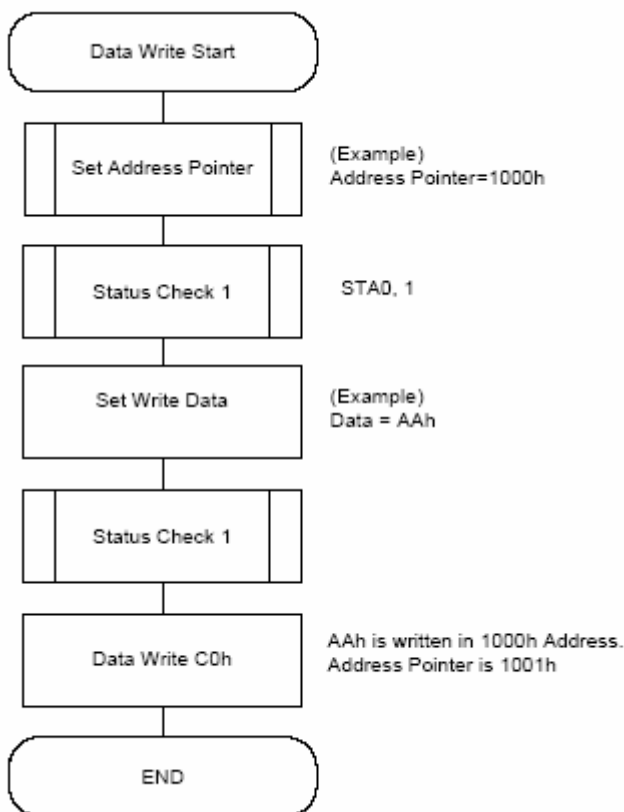 Data Write Start
Set Address Pointer
(Example)
Address Pointer=1000h
Status Check 1
STA0, 1
Set Write Data
(Example)
Data = AAh
Status Check 1
Data Write C0h
AAh is written in 1000h Address.
Address Pointer is 1001h
END